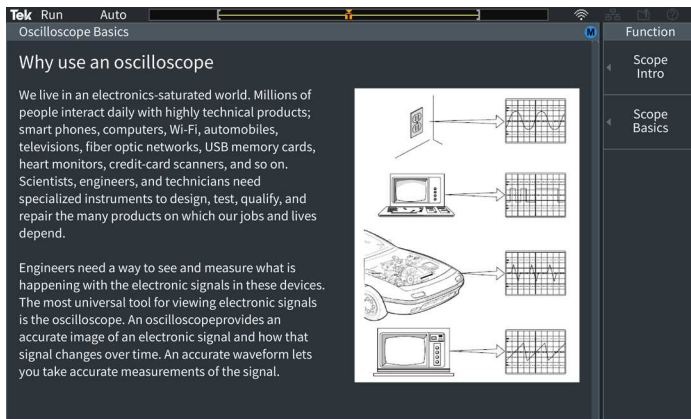 Tek Run Auto
Oscilloscope Basics
M
Function
Why use an oscilloscope
Scope
Intro
Scope
Basics
We live in an electronics-saturated world. Millions of
people interact daily with highly technical products;
smart phones, computers, Wi-Fi, automobiles,
televisions, fiber optic networks, USB memory cards,
heart monitors, credit-card scanners, and so on.
Scientists, engineers, and technicians need
specialized instruments to design, test, qualify, and
repair the many products on which our jobs and lives
depend.
Engineers need a way to see and measure what is
happening with the electronic signals in these devices.
The most universal tool for viewing electronic signals
is the oscilloscope. An oscilloscopeprovides an
accurate image of an electronic signal and how that
signal changes over time. An accurate waveform lets
you take accurate measurements of the signal.